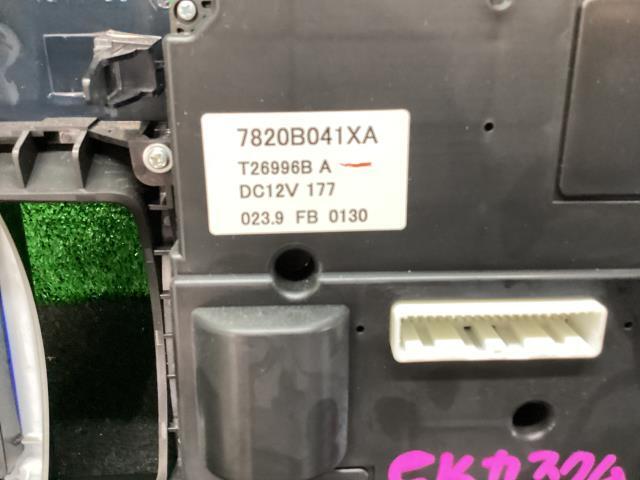 7820B041XA
T26996B A
DC12V 177
023.9 FB 0130